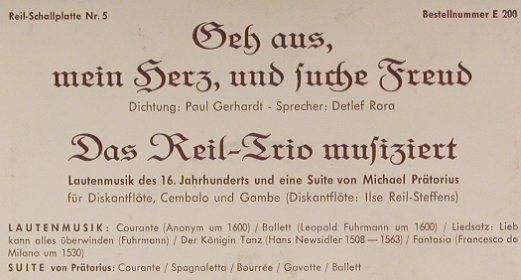 Reil-Schallplatte Nr. 5
Bestellnummer E 200
Geh aus,
mein Herz, und suche Freud
Dichtung: Paul Gerhardt - Sprecher: Detlef Rora
Das Reil-Trio musiziert
Lautenmusik des 16. Jahrhunderts und eine Suite von Michael Prätorius
für Diskantflöte, Cembalo und Gambe (Diskantflöte: Ilse Reil-Steffens)
LAUTENMUSIK: Courante (Anonym um 1600) / Ballett (Leopold Fuhrmann um 1600) / Liedsatz: Lieb
kann alles überwinden (Fuhrmann) / Der Königin Tanz (Hans Newsidler 1508 — 1563) / Fantasia (Francesco da
Milano um 1530)
SUITE von Prätorius: Courante / Spagnoletta / Bourrée / Gavotte / Ballett